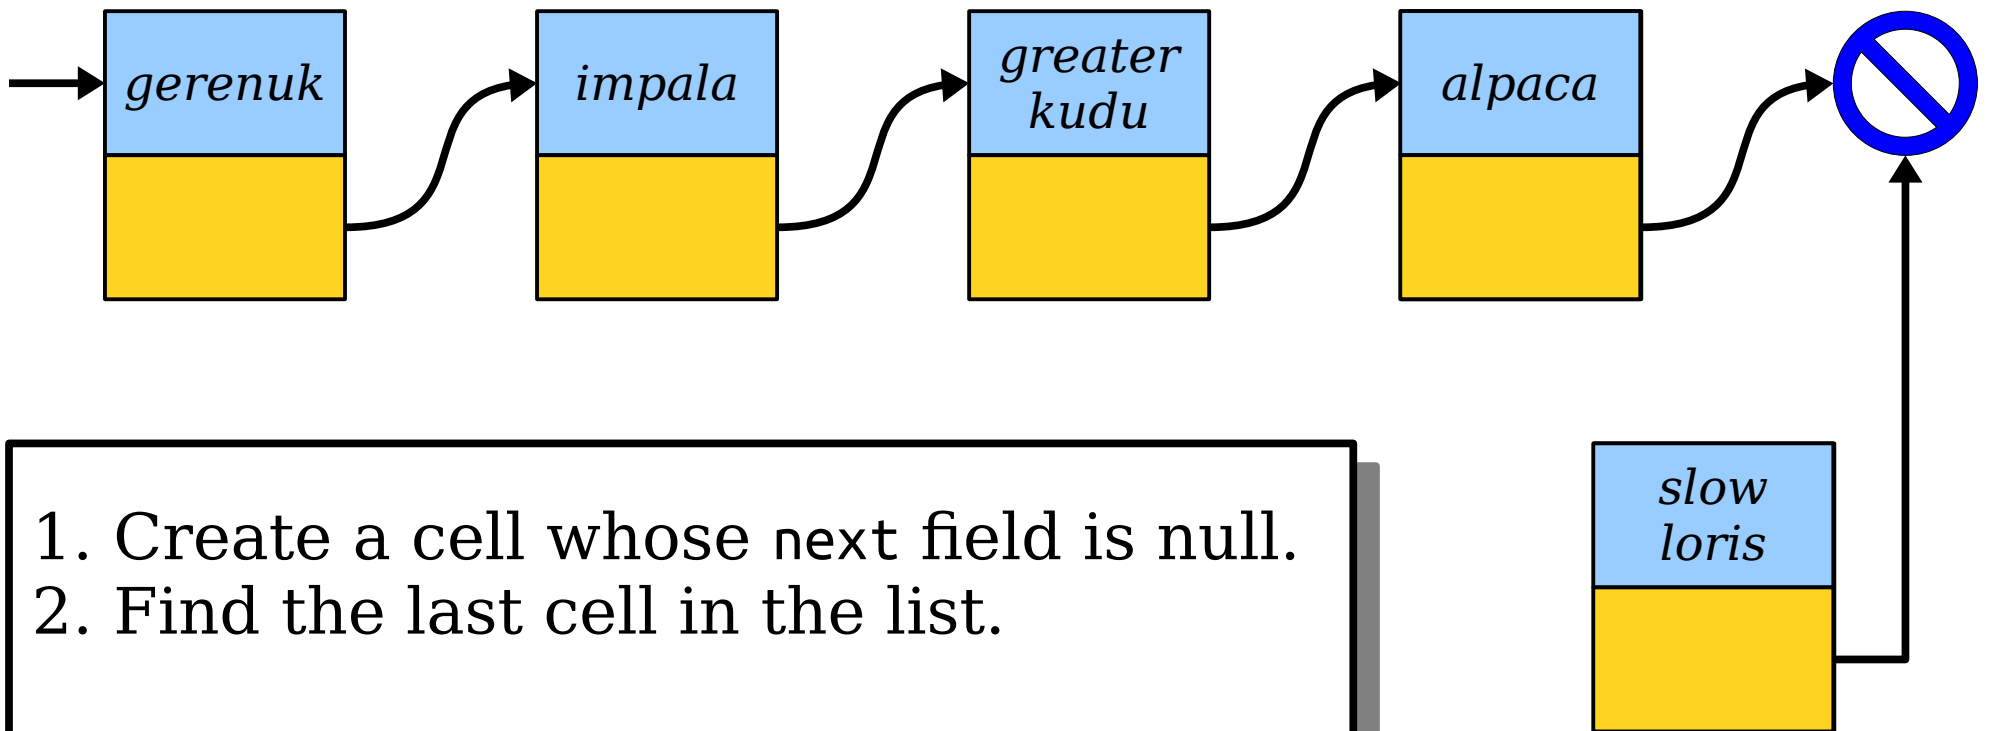 gerenuk
impala
greater
kudu
alpaca
1. Create a cell whose next field is null.
2. Find the last cell in the list.
slow
loris